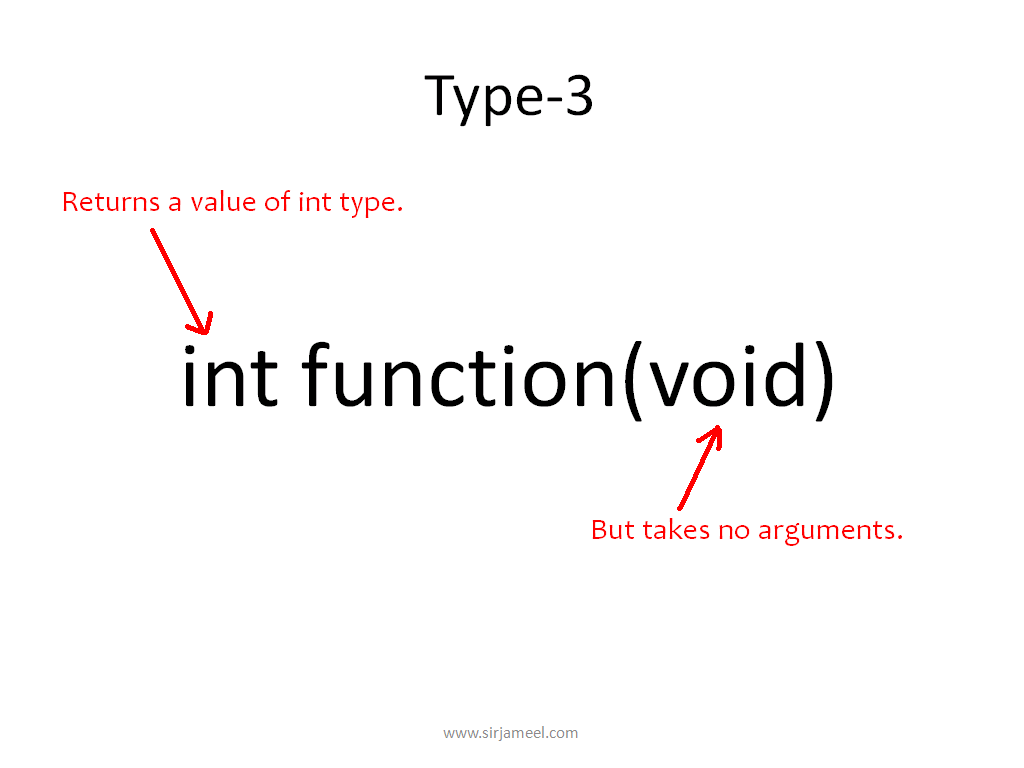 Type-3
Returns a value of int type.
int function(void)
But takes no arguments.
www.sirjameel.com